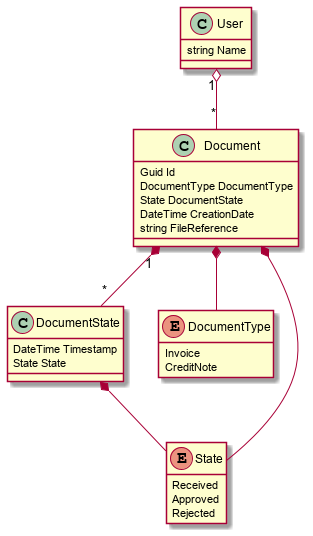 C User
string Name
1
*
C Document
Guid Id
DocumentType DocumentType
State DocumentState
DateTime CreationDate
string FileReference
1
*
C DocumentState
DateTime Timestamp
State State
E DocumentType
Invoice
CreditNote
E State
Received
Approved
Rejected